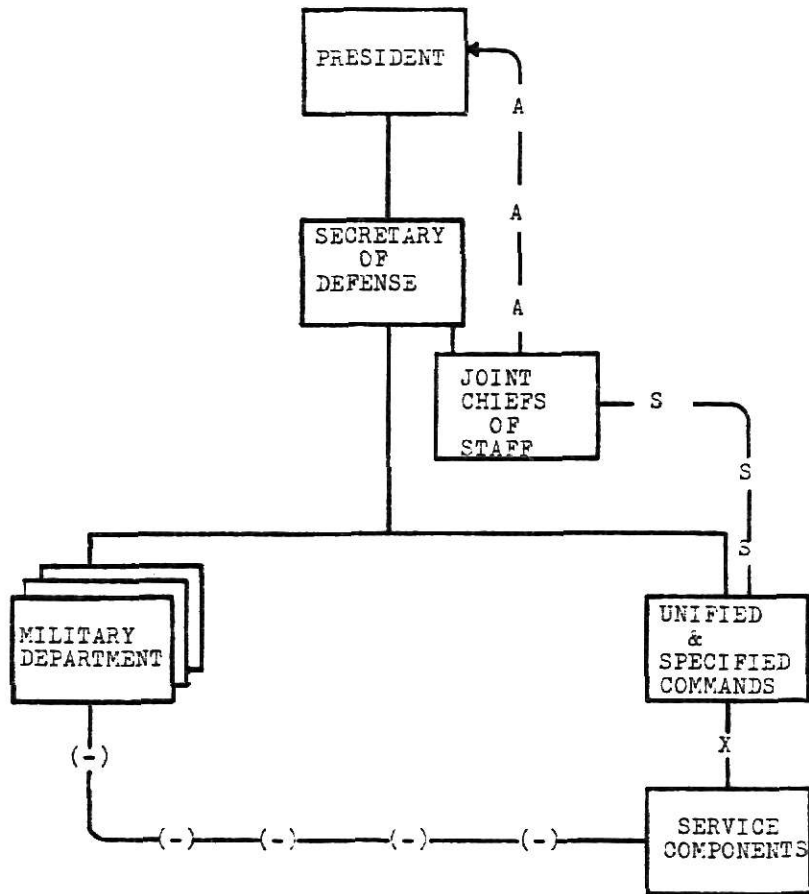 PRESIDENT
A
A
A
SECRETARY
OF
DEFENSE
JOINT
CHIEFS
OF
STAFF
S
S
S
MILITARY
DEPARTMENT
UNIFIED
&
SPECIFIED
COMMANDS
(-)
X
(-) (-) (-) (-)
SERVICE
COMPONENTS